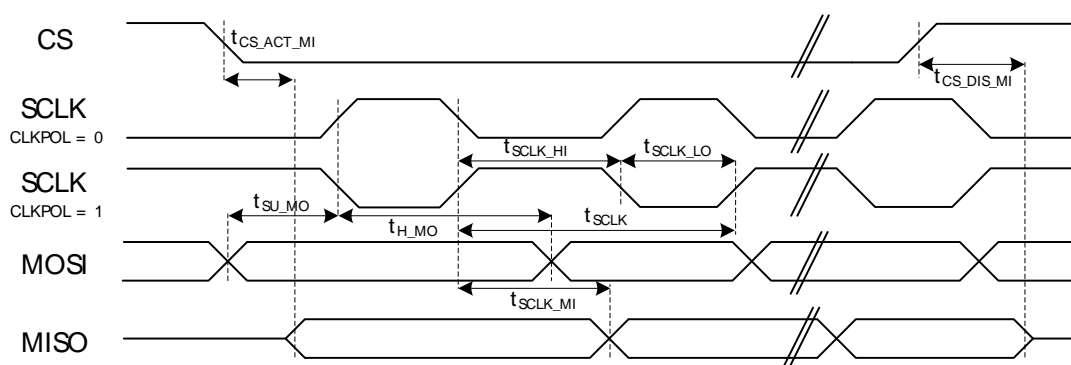 CS
tCS_ACT_MI
tCS_DIS_MI
SCLK
CLKPOL = 0
tSCLK_HI
tSCLK_LO
SCLK
CLKPOL = 1
tSU_MO
tH_MO
tSCLK
MOSI
tSCLK_MI
MISO